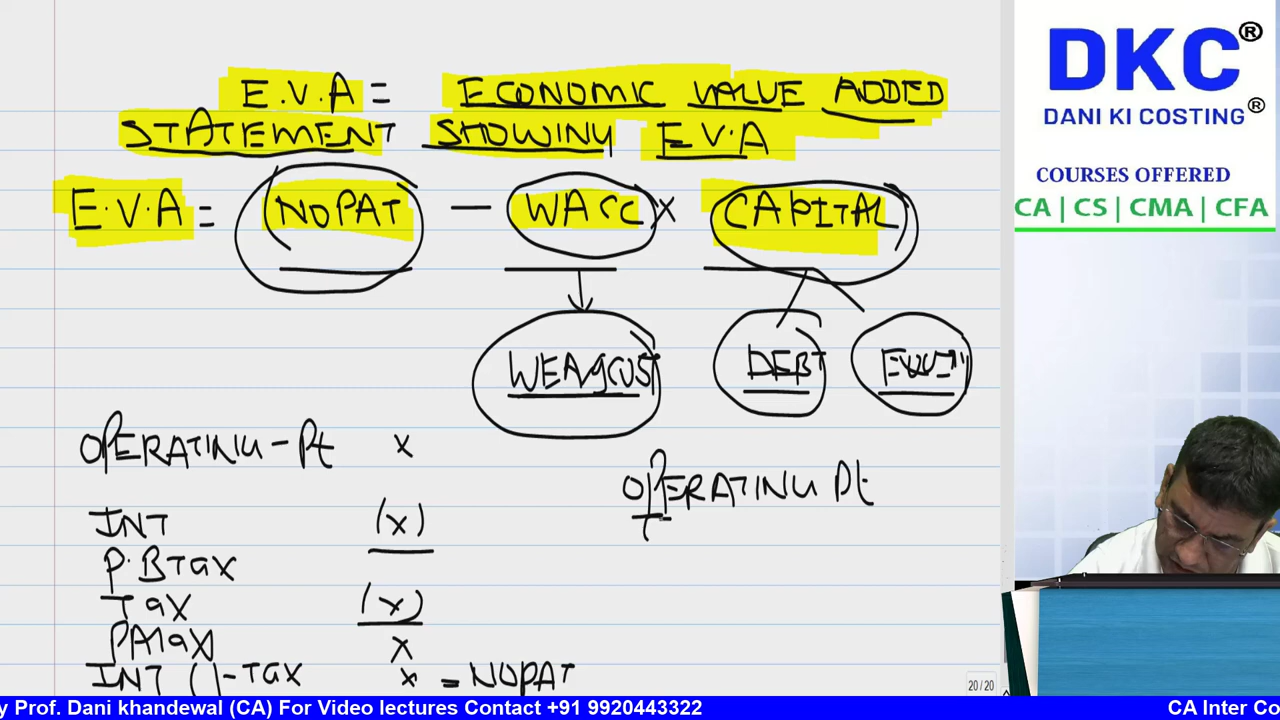 E.V.A = ECONOMIC VALUE ADDED
STATEMENT SHOWING E.V.A
E.V.A = NOPAT — WACC x CAPITAL
WEAGCOST DEBT EQUITY
OPERATING - Pt x
INT (x)
P.BTax
Tax (x)
PATax x
INT ( )-Tax x = NOPAT
OPERATING Pt
T
20 / 20
DKC®
DANI KI COSTING®
COURSES OFFERED
CA | CS | CMA | CFA
y Prof. Dani khandewal (CA) For Video lectures Contact +91 9920443322 CA Inter Co